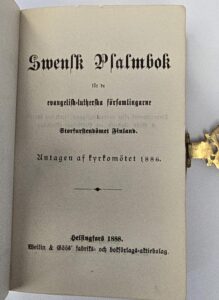 Swensk Psalmbok
för de
evangelisk-lutherska församlingarne
i
Storfurstendömet Finland.
Antagen af kyrkomötet 1886.
Helsingfors 1888.
Weilin & Göös' fabriks- och bokförlags-aktiebolag.